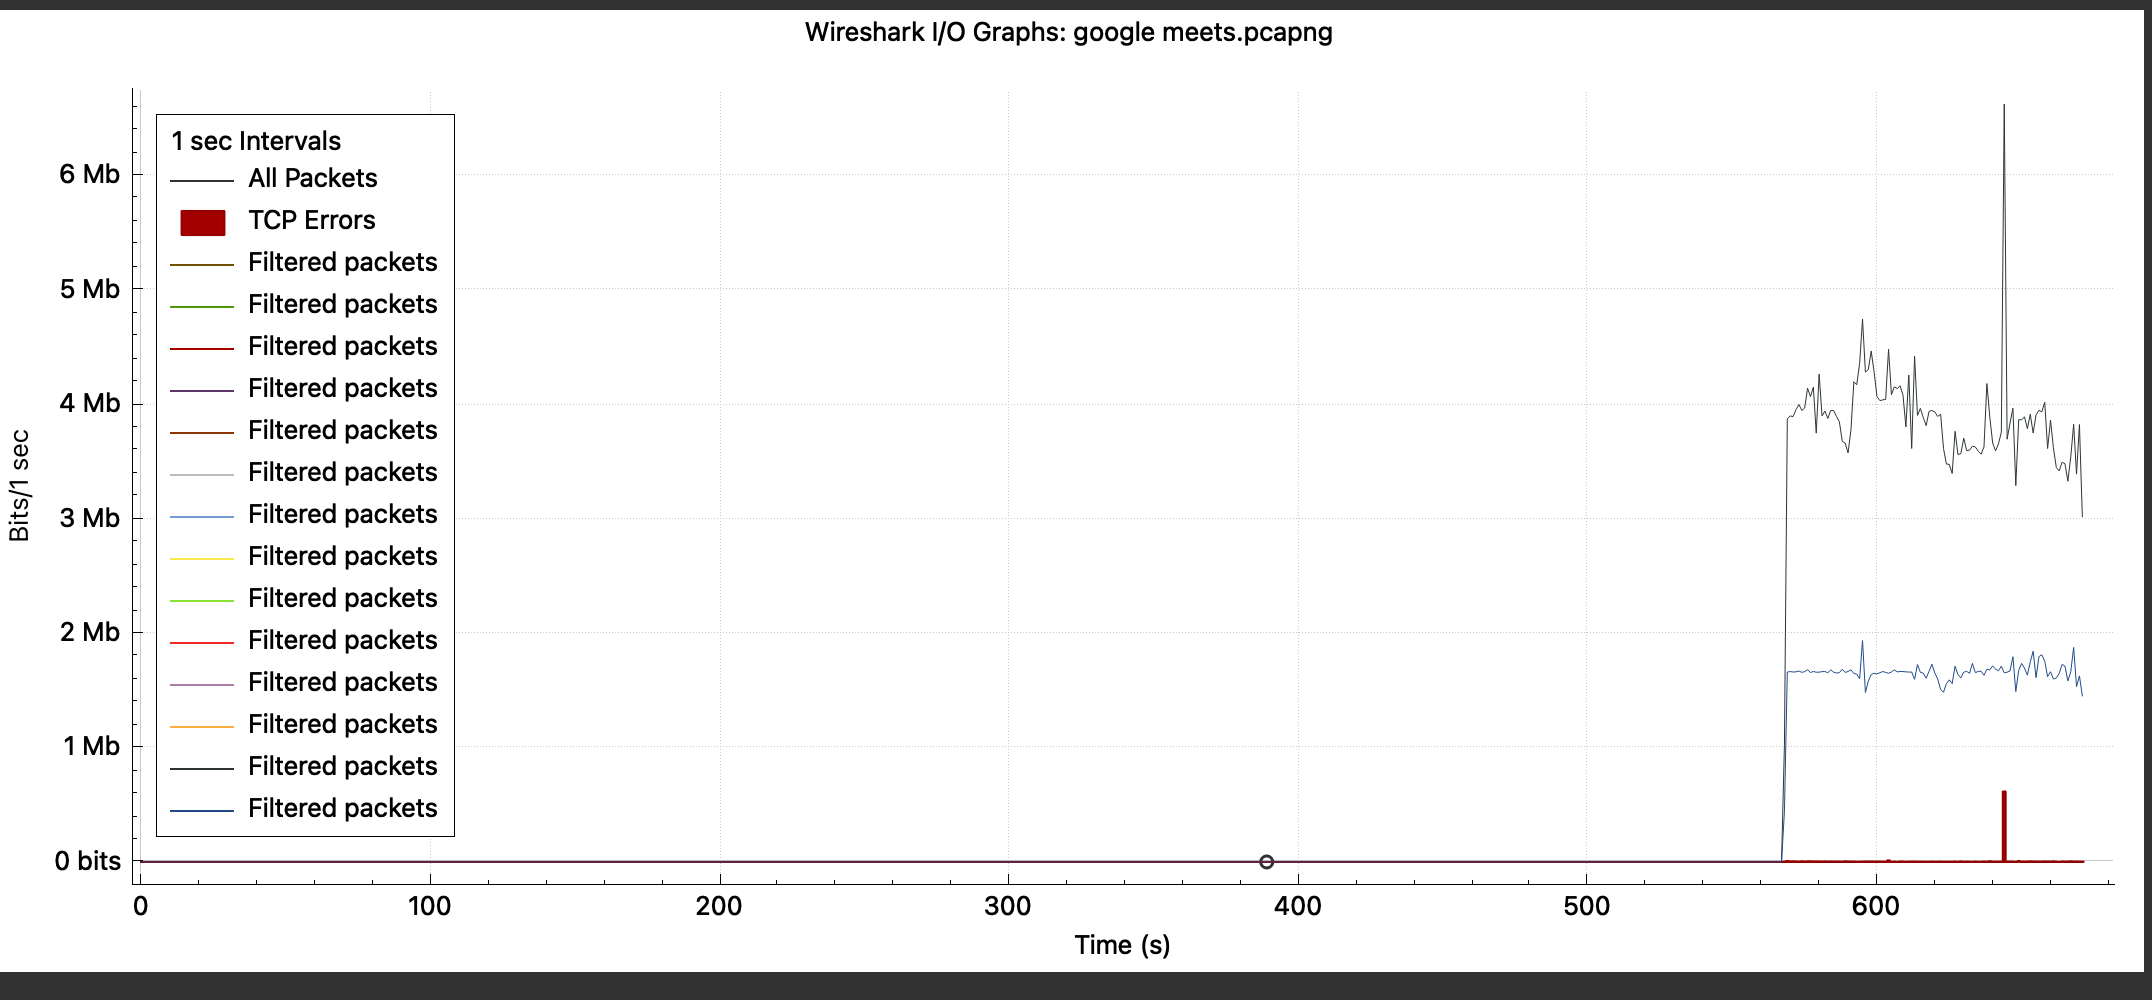 Wireshark I/O Graphs: google meets.pcapng
1 sec Intervals
All Packets
TCP Errors
Filtered packets
Filtered packets
Filtered packets
Filtered packets
Filtered packets
Filtered packets
Filtered packets
Filtered packets
Filtered packets
Filtered packets
Filtered packets
Filtered packets
Filtered packets
Filtered packets
6 Mb
5 Mb
4 Mb
3 Mb
2 Mb
1 Mb
0 bits
Bits/1 sec
0 100 200 300 400 500 600
Time (s)